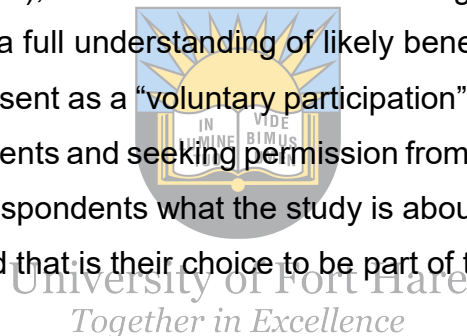 a full understanding of likely bene
sent as a “voluntary participation”
IN VIDE
LUMINE BIMUS
ents and seeking permission from
spondents what the study is abou
d that is their choice to be part of t
University of Fort Hare
Together in Excellence